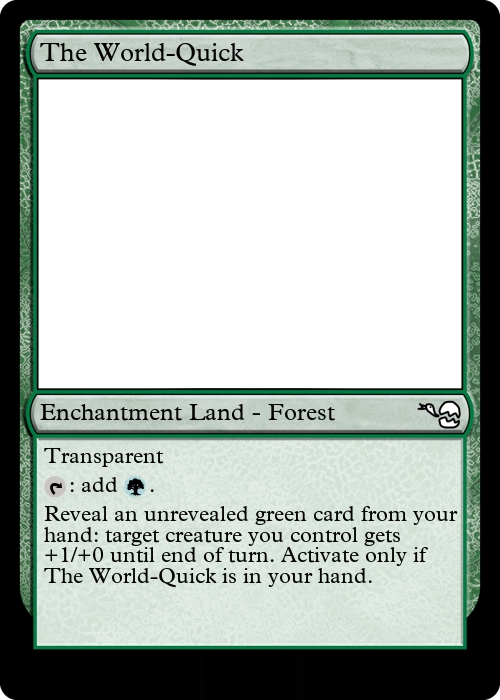 The World-Quick
Enchantment Land - Forest
Transparent
: add .
Reveal an unrevealed green card from your
hand: target creature you control gets
+1/+0 until end of turn. Activate only if
The World-Quick is in your hand.